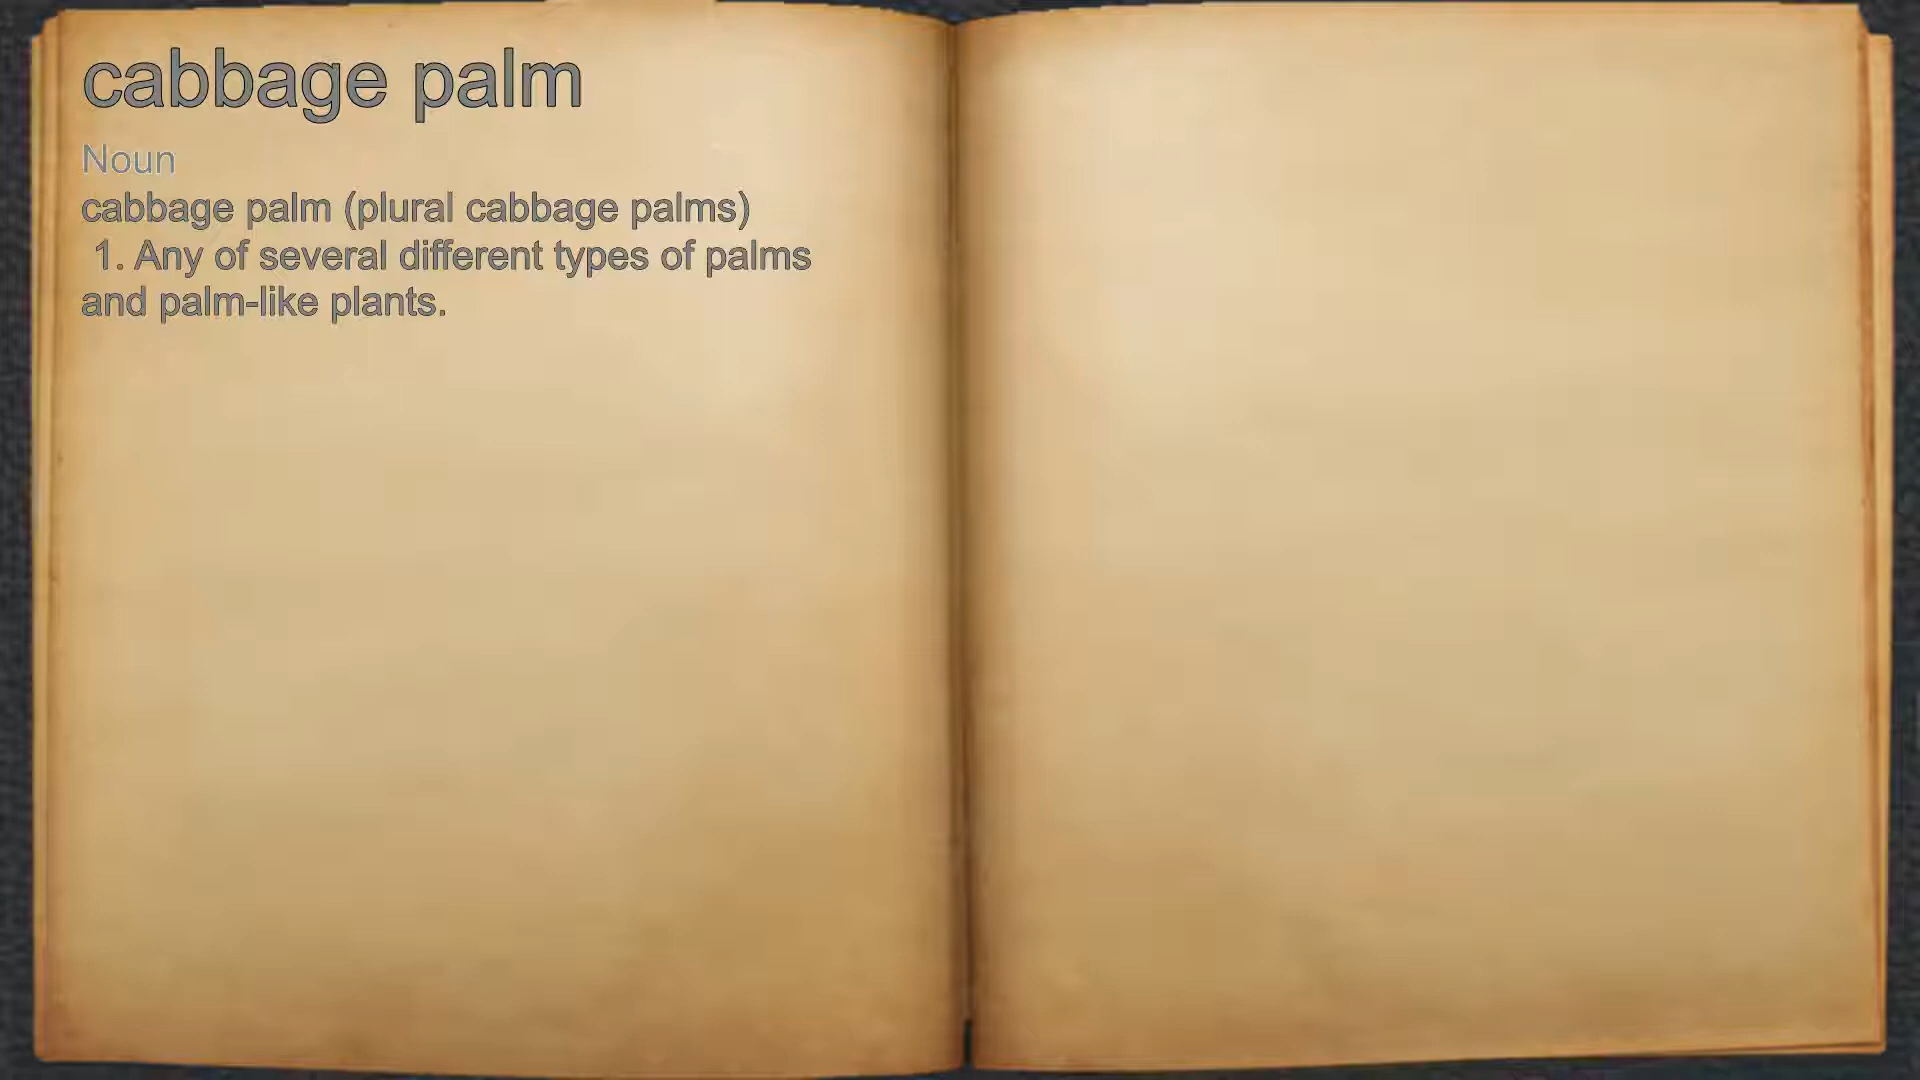 cabbage palm
Noun
cabbage palm (plural cabbage palms)
1. Any of several different types of palms
and palm-like plants.